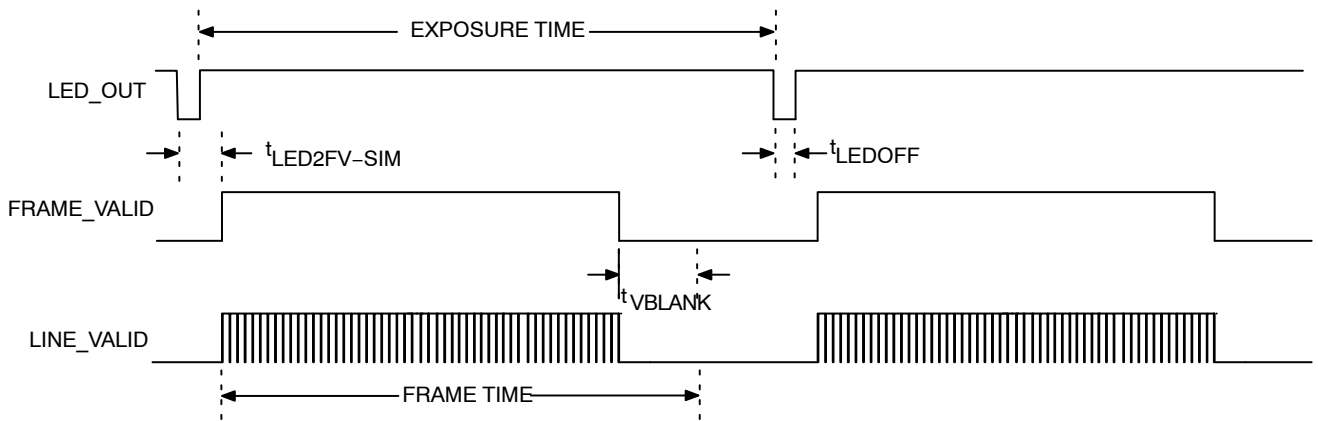 EXPOSURE TIME
LED_OUT
tLED2FV−SIM
tLEDOFF
FRAME_VALID
tVBLANK
LINE_VALID
FRAME TIME